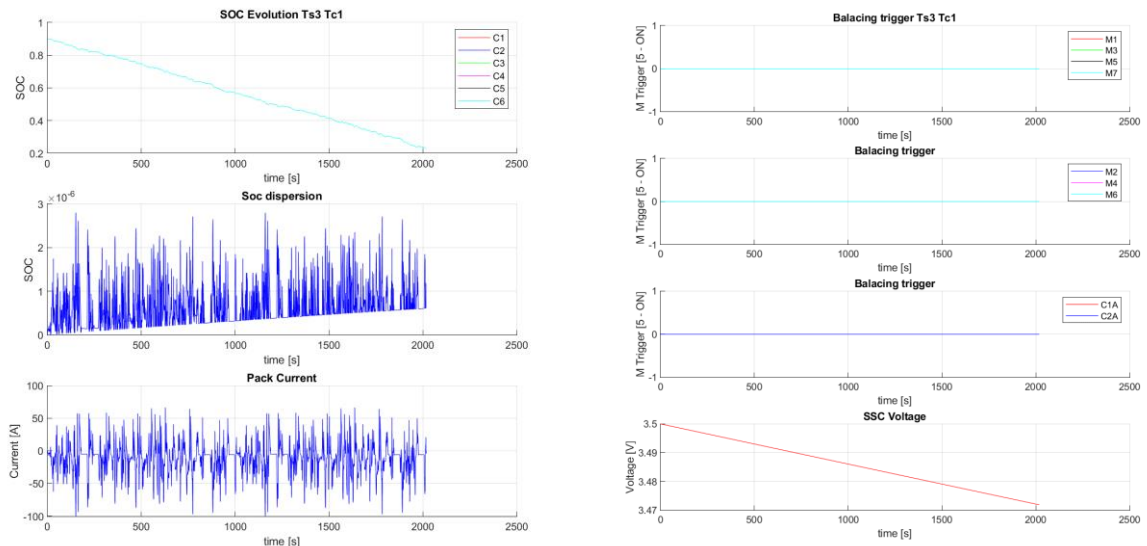 SOC Evolution Ts3 Tc1
1
0.8
0.6
0.4
0.2
SOC
0 500 1000 1500 2000 2500
time [s]
C1
C2
C3
C4
C5
C6
×10-6
Soc dispersion
3
2
1
0
SOC
0 500 1000 1500 2000 2500
time [s]
Pack Current
100
50
0
-50
-100
Current [A]
0 500 1000 1500 2000 2500
time [s]
Balacing trigger Ts3 Tc1
1
0
-1
M Trigger [5 - ON]
0 500 1000 1500 2000 2500
time [s]
M1
M3
M5
M7
Balacing trigger
1
0
-1
M Trigger [5 - ON]
0 500 1000 1500 2000 2500
time [s]
M2
M4
M6
Balacing trigger
1
0
-1
M Trigger [5 - ON]
0 500 1000 1500 2000 2500
time [s]
C1A
C2A
SSC Voltage
3.5
3.49
3.48
3.47
Voltage [V]
0 500 1000 1500 2000 2500
time [s]